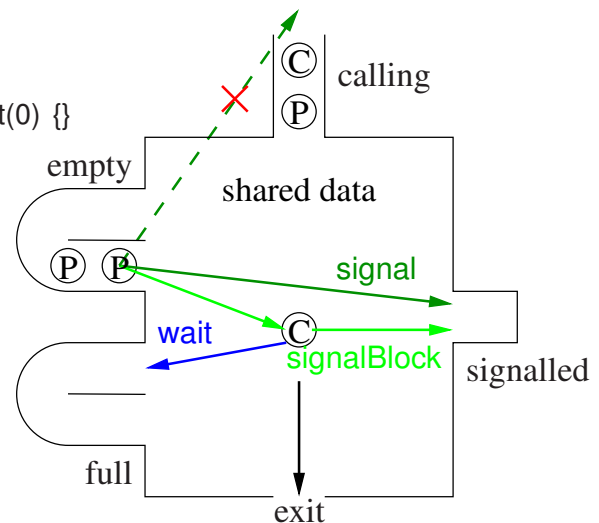 C
calling
P
t(0) {}
empty
shared data
P P
signal
wait
C
signalBlock
signalled
full
exit